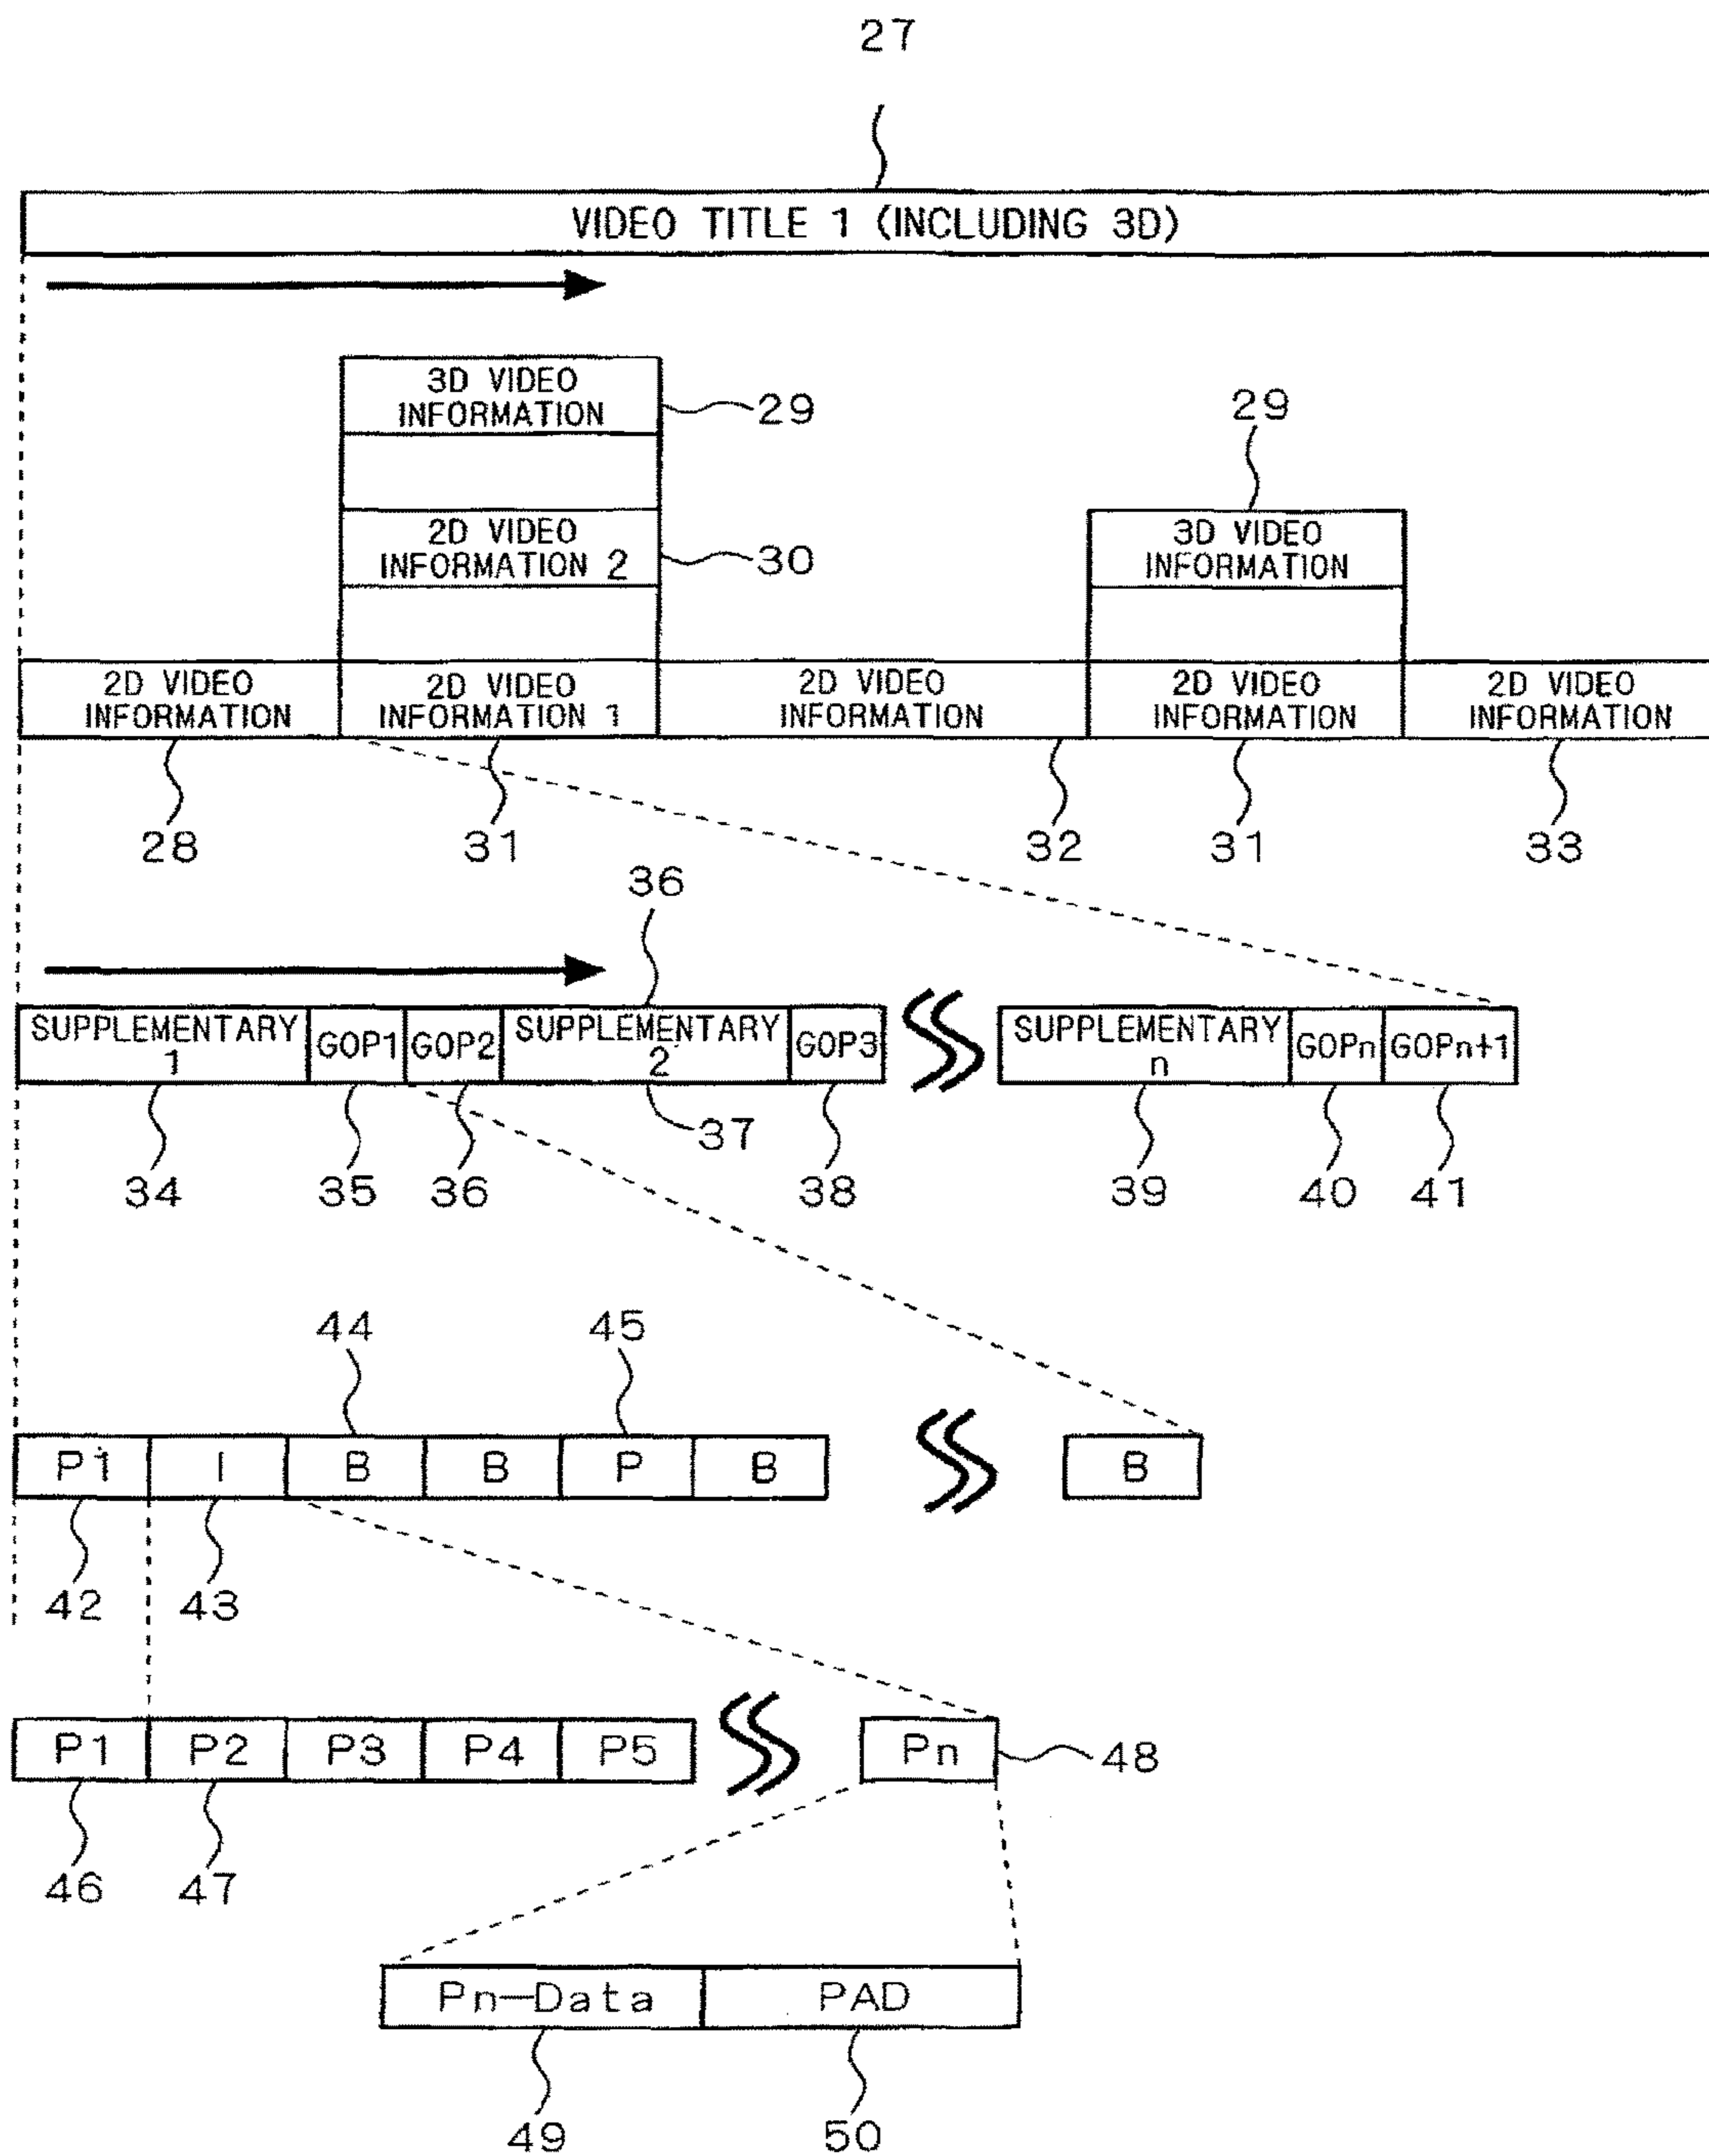 27
VIDEO TITLE 1 (INCLUDING 3D)
3D VIDEO
INFORMATION
29
29
2D VIDEO
INFORMATION 2
30
3D VIDEO
INFORMATION
2D VIDEO
INFORMATION
2D VIDEO
INFORMATION 1
2D VIDEO
INFORMATION
2D VIDEO
INFORMATION
2D VIDEO
INFORMATION
28
31
32
31
33
36
SUPPLEMENTARY
1
GOP1
GOP2
SUPPLEMENTARY
2
GOP3
SUPPLEMENTARY
n
GOPn
GOPn+1
34
35
36
37
38
39
40
41
44
45
P1
I
B
B
P
B
B
42
43
P1
P2
P3
P4
P5
Pn
48
46
47
Pn-Data
PAD
49
50